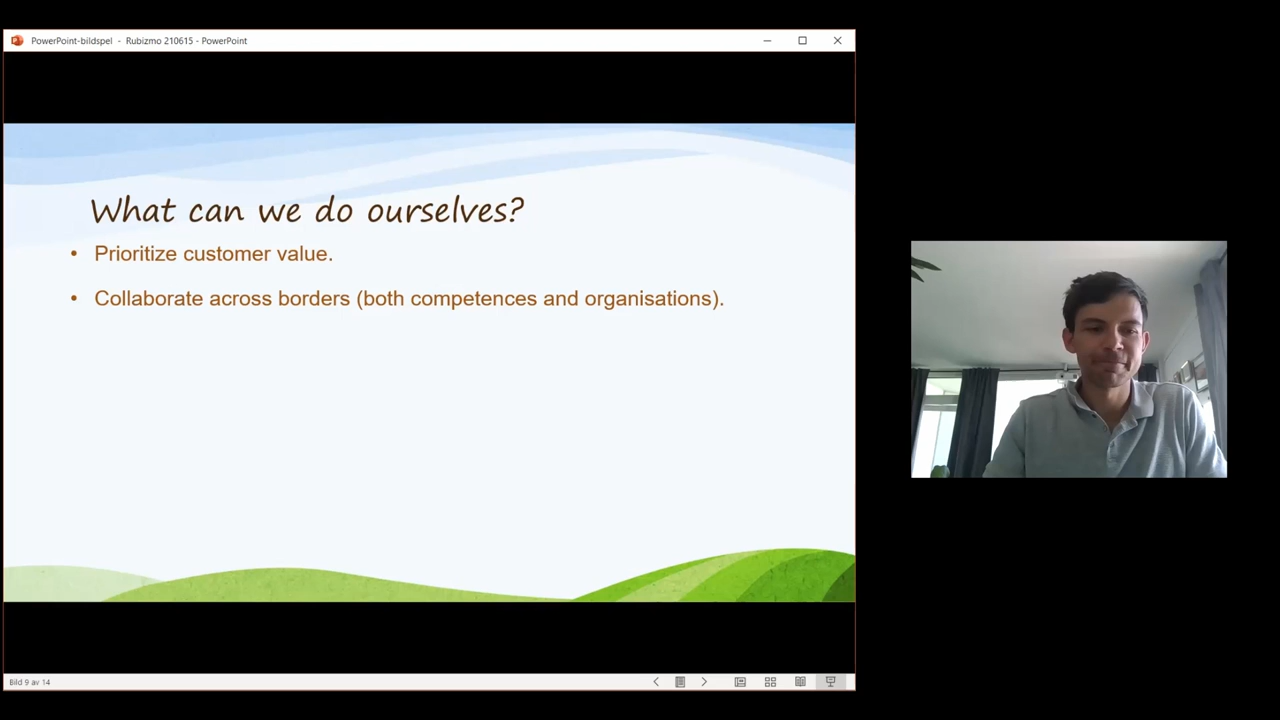 PowerPoint-bildspel - Rubizmo 210615 - PowerPoint
What can we do ourselves?
• Prioritize customer value.
• Collaborate across borders (both competences and organisations).
Bild 9 av 14